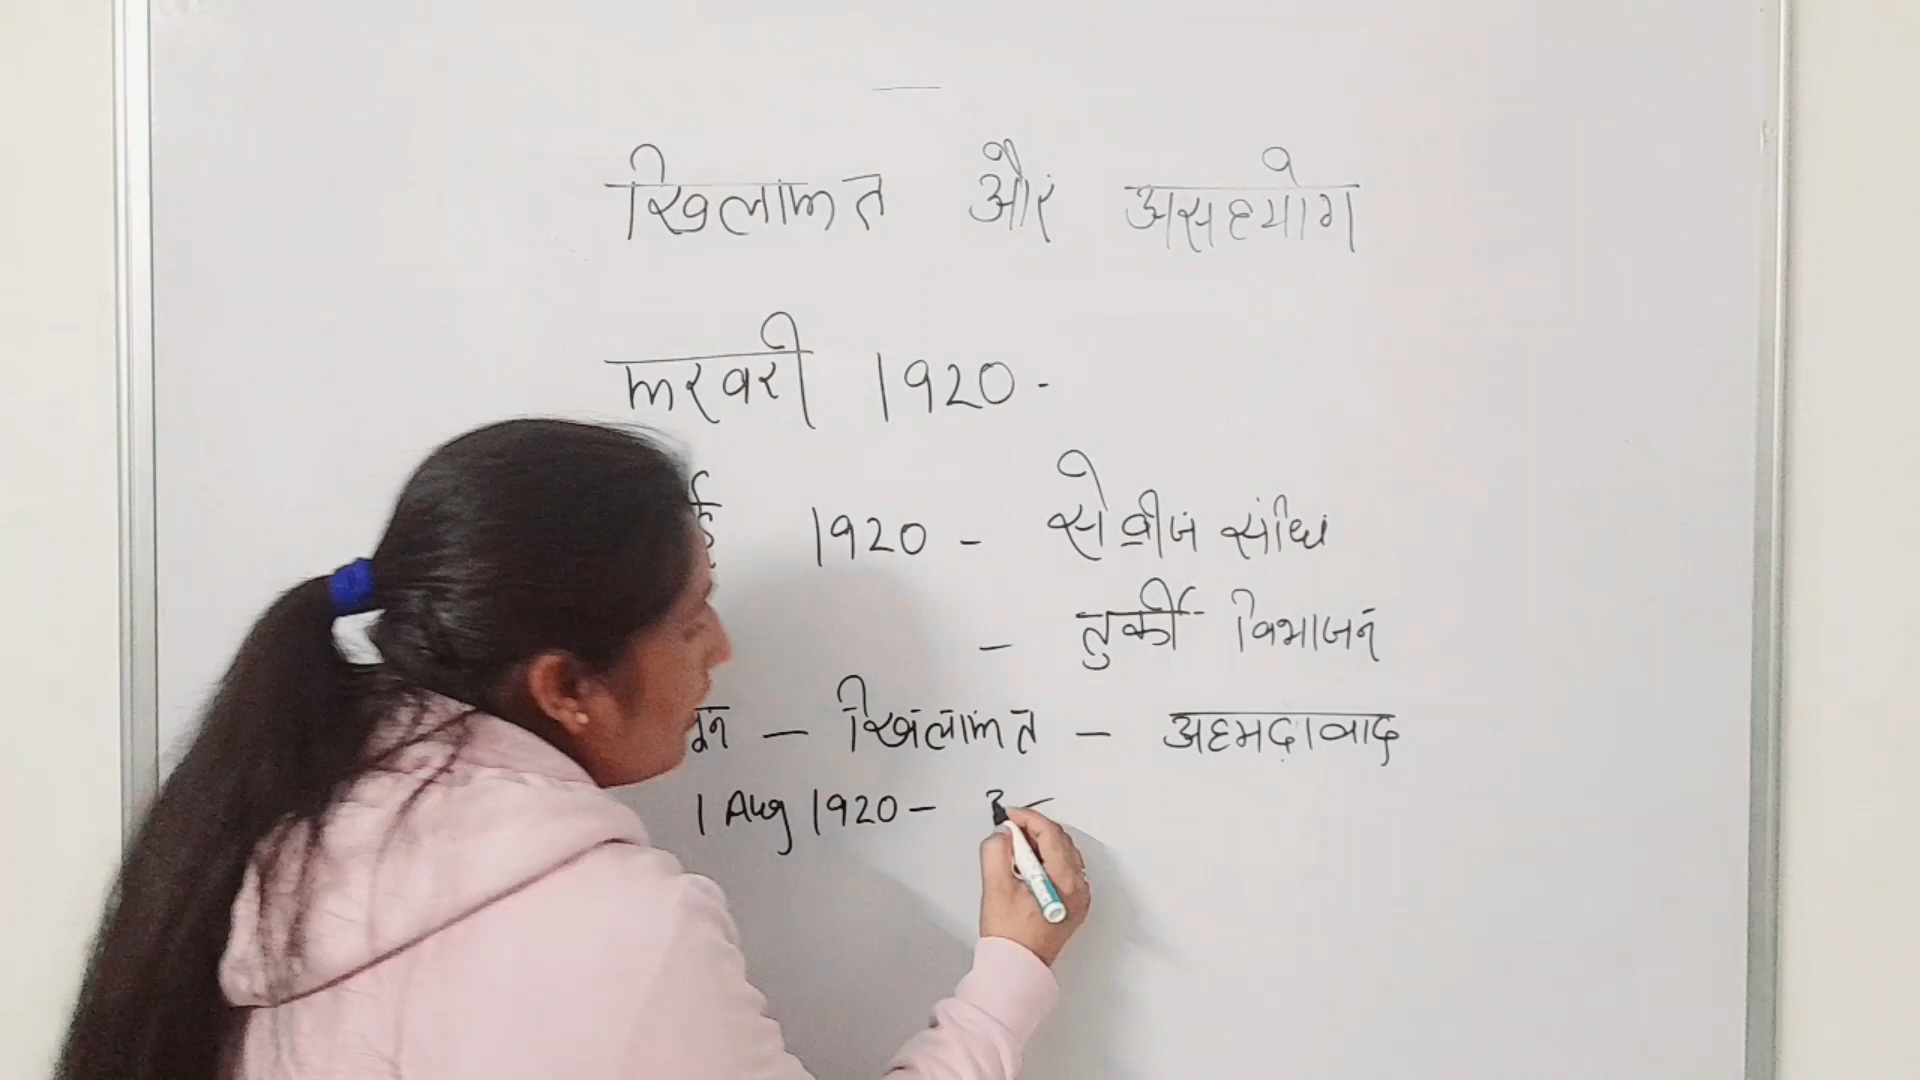 खिलाफत और असहयोग
फरवरी 1920 -
1920 - सेव्रीज संधि
- तुर्की विभाजन
- खिलाफत - अहमदाबाद
1 Aug 1920 -